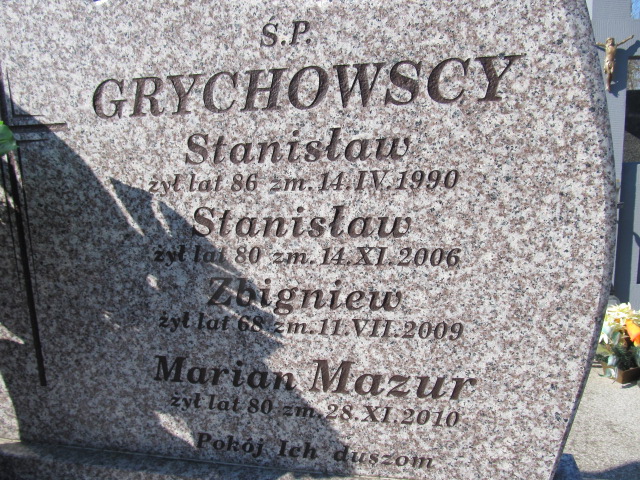 Ś.P.
GRYCHOWSCY
Stanisław
żył lat 86 zm. 14.IV.1990
Stanisław
żył lat 80 zm. 14.XI.2006
Zbigniew
żył lat 68 zm. 11.VII.2009
Marian Mazur
żył lat 80 zm. 28.XI.2010
Pokój Ich duszom